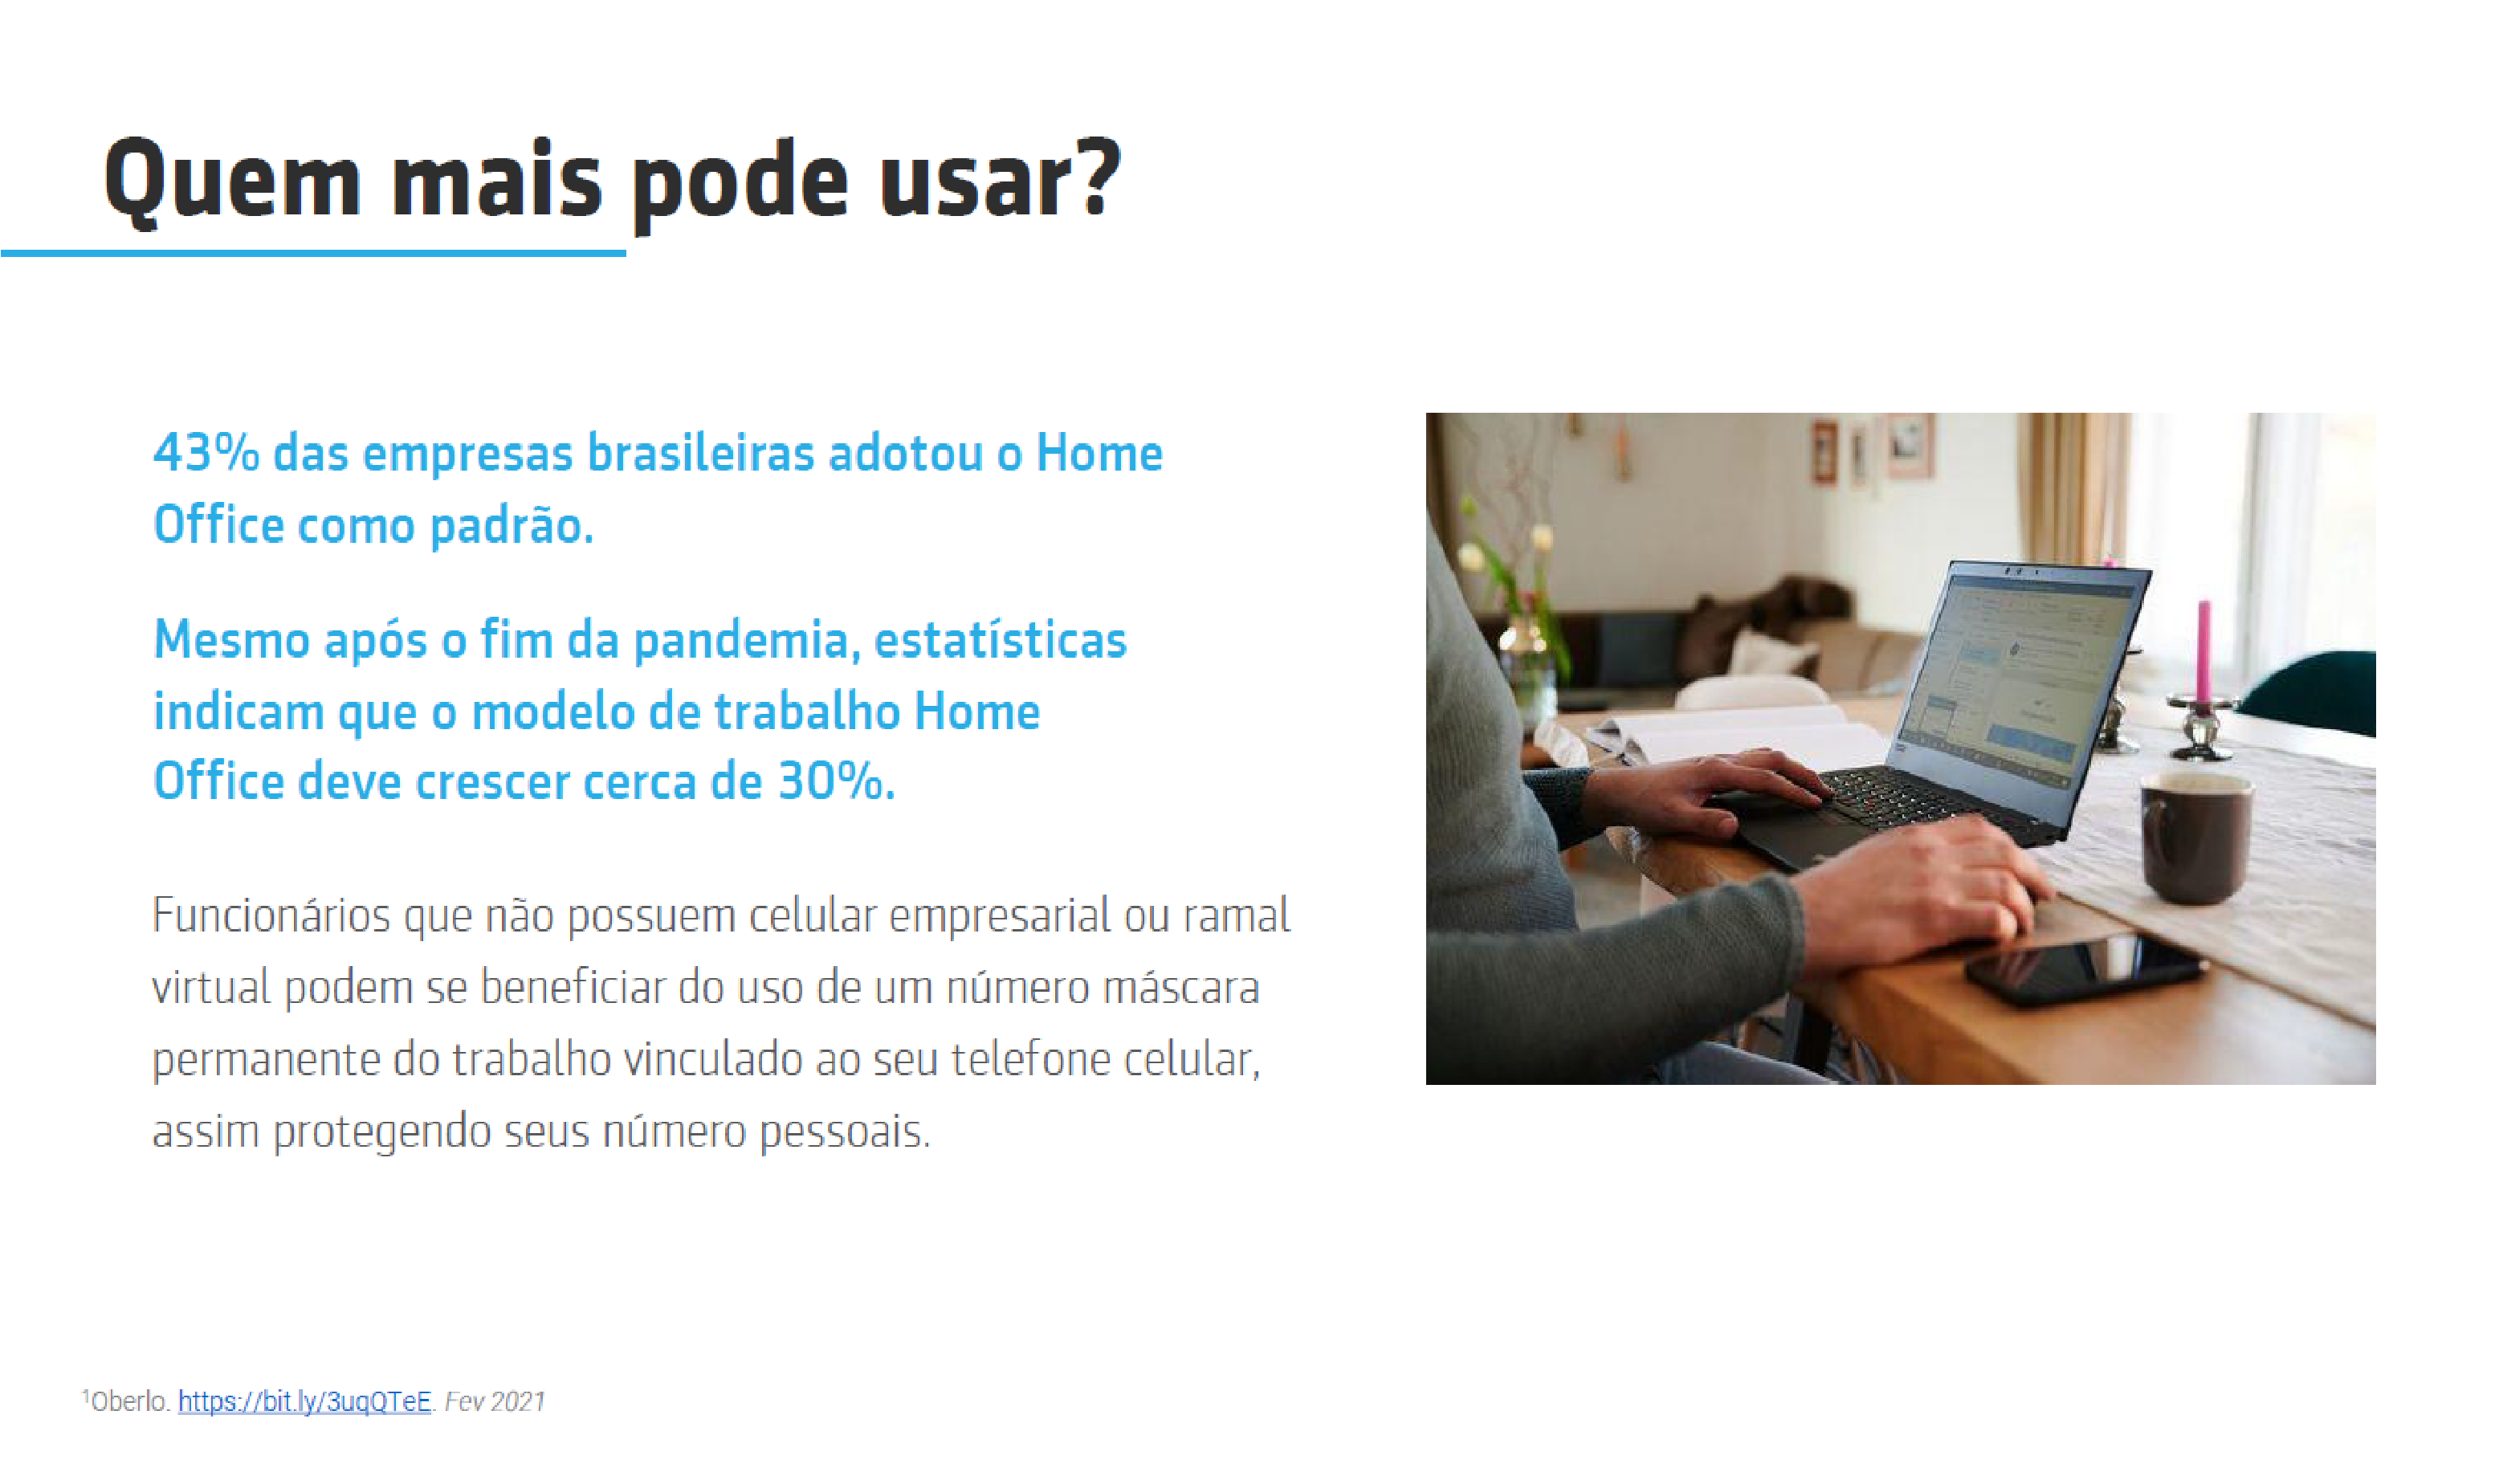 Quem mais pode usar?
43% das empresas brasileiras adotou o Home
Office como padrão.
Mesmo após o fim da pandemia, estatísticas
indicam que o modelo de trabalho Home
Office deve crescer cerca de 30%.
Funcionários que não possuem celular empresarial ou ramal
virtual podem se beneficiar do uso de um número máscara
permanente do trabalho vinculado ao seu telefone celular,
assim protegendo seus número pessoais.
¹Oberlo. https://bit.ly/3uqQTeE. Fev 2021